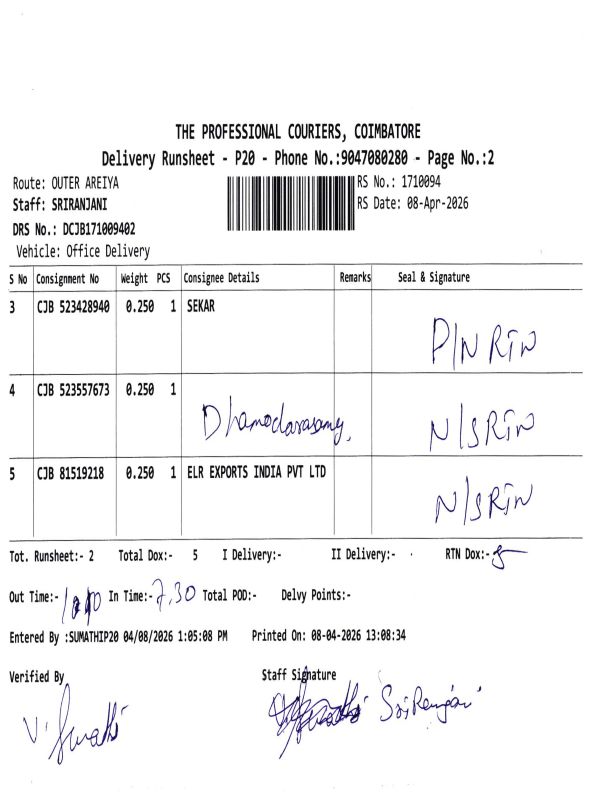 THE PROFESSIONAL COURIERS, COIMBATORE
Delivery Runsheet - P20 - Phone No.:9047080280 - Page No.:2
Route: OUTER AREIYA
RS No.: 1710094
Staff: SRIRANJANI
RS Date: 08-Apr-2026
DRS No.: DCJB171009402
Vehicle: Office Delivery
S No Consignment No Weight PCS Consignee Details Remarks Seal & Signature
3 CJB 523428940 0.250 1 SEKAR
P/N RTN
4 CJB 523557673 0.250 1
Dhamodarasamy, N/S RTN
5 CJB 81519218 0.250 1 ELR EXPORTS INDIA PVT LTD
N/S RTN
Tot. Runsheet:- 2 Total Dox:- 5 I Delivery:- II Delivery:- RTN Dox:- 5
Out Time:- In Time:- 7.30 Total POD:- Delvy Points:-
Entered By :SUMATHIP20 04/08/2026 1:05:08 PM Printed On: 08-04-2026 13:08:34
Verified By Staff Signature